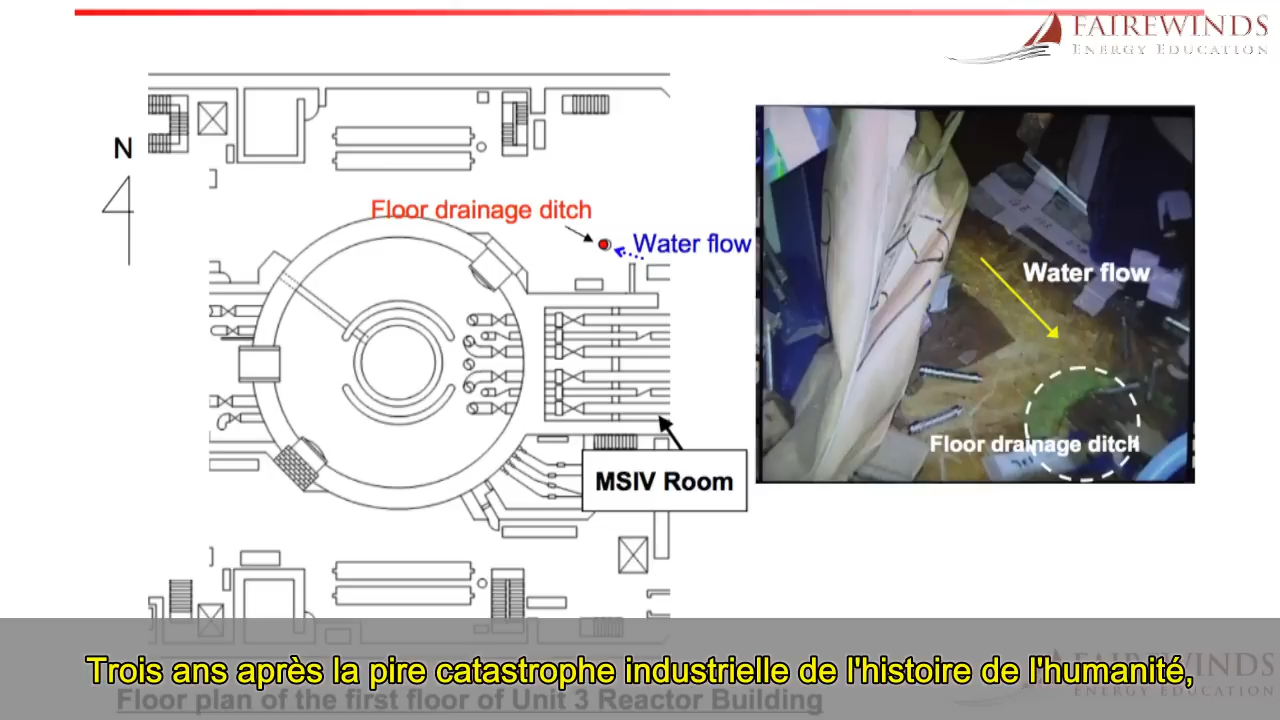 FAIREWINDS
ENERGY EDUCATION
N
Floor drainage ditch
Water flow
MSIV Room
Water flow
Floor drainage ditch
Trois ans après la pire catastrophe industrielle de l'histoire de l'humanité,
FAIREWINDS
ENERGY EDUCATION
Floor plan of the first floor of Unit 3 Reactor Building